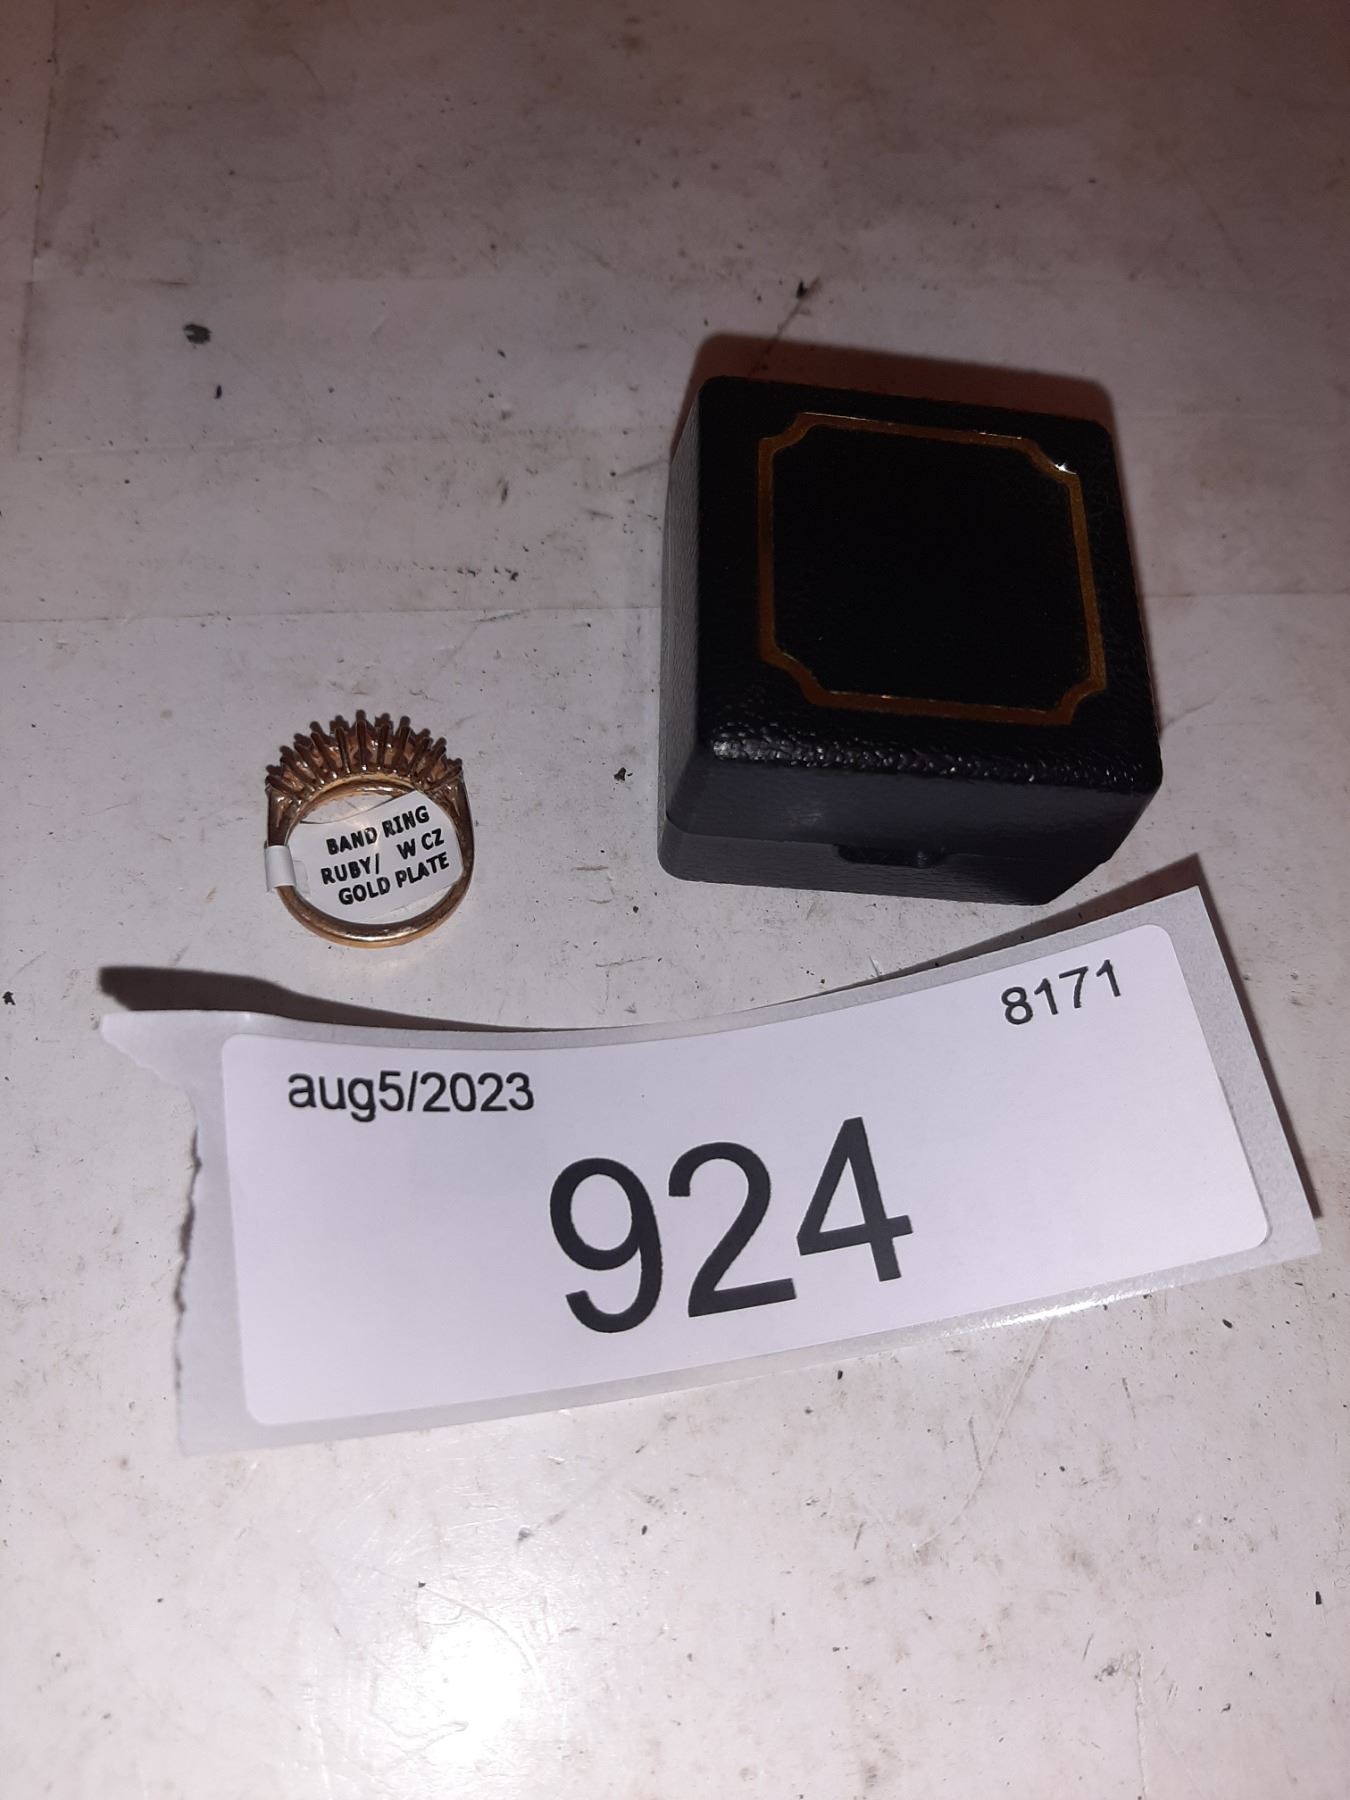 BAND RING
RUBY/ W CZ
GOLD PLATE
8171
aug5/2023
924